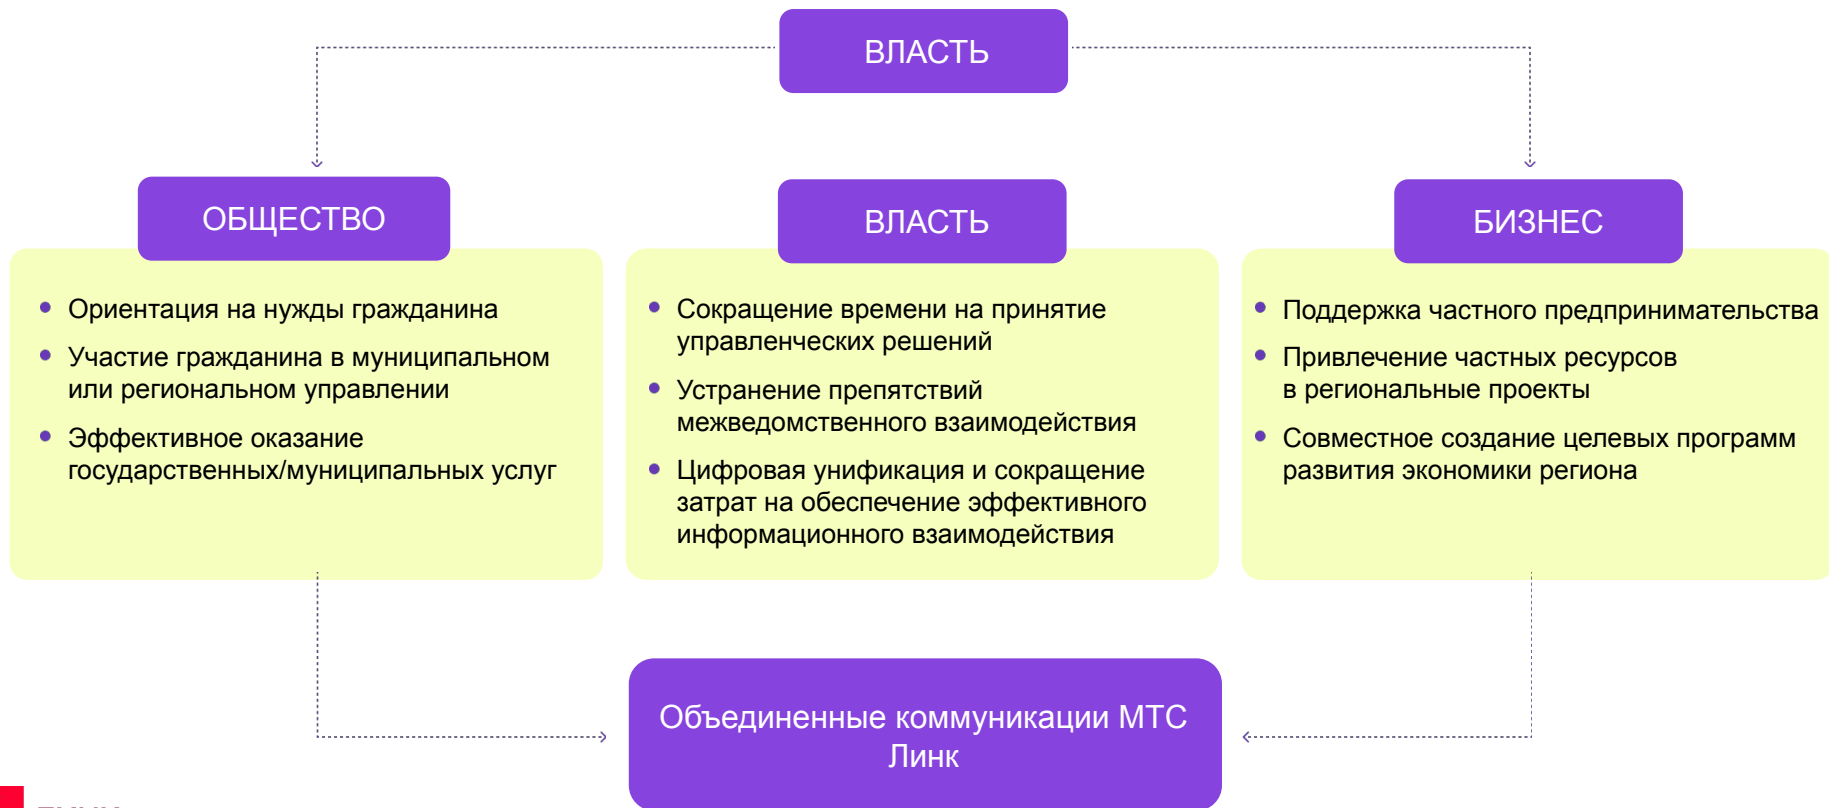 ВЛАСТЬ
ОБЩЕСТВО
Ориентация на нужды гражданина
Участие гражданина в муниципальном
или региональном управлении
Эффективное оказание
государственных/муниципальных услуг
ВЛАСТЬ
Сокращение времени на принятие
управленческих решений
Устранение препятствий
межведомственного взаимодействия
Цифровая унификация и сокращение
затрат на обеспечение эффективного
информационного взаимодействия
БИЗНЕС
Поддержка частного предпринимательства
Привлечение частных ресурсов
в региональные проекты
Совместное создание целевых программ
развития экономики региона
Объединенные коммуникации МТС
Линк